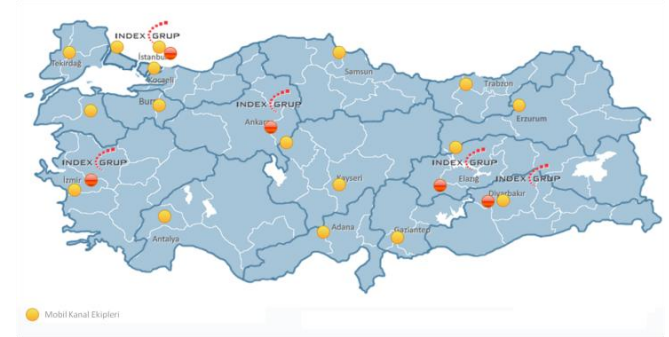 INDEX GRUP
Tekirdağ
İstanbul
Kocaeli
Samsun
Trabzon
Erzurum
INDEX GRUP
Ankara
INDEX GRUP
İzmir
Kayseri
INDEX GRUP
Elazığ
INDEX GRUP
Diyarbakır
Antalya
Adana
Gaziantep
Mobil Kanal Ekipleri